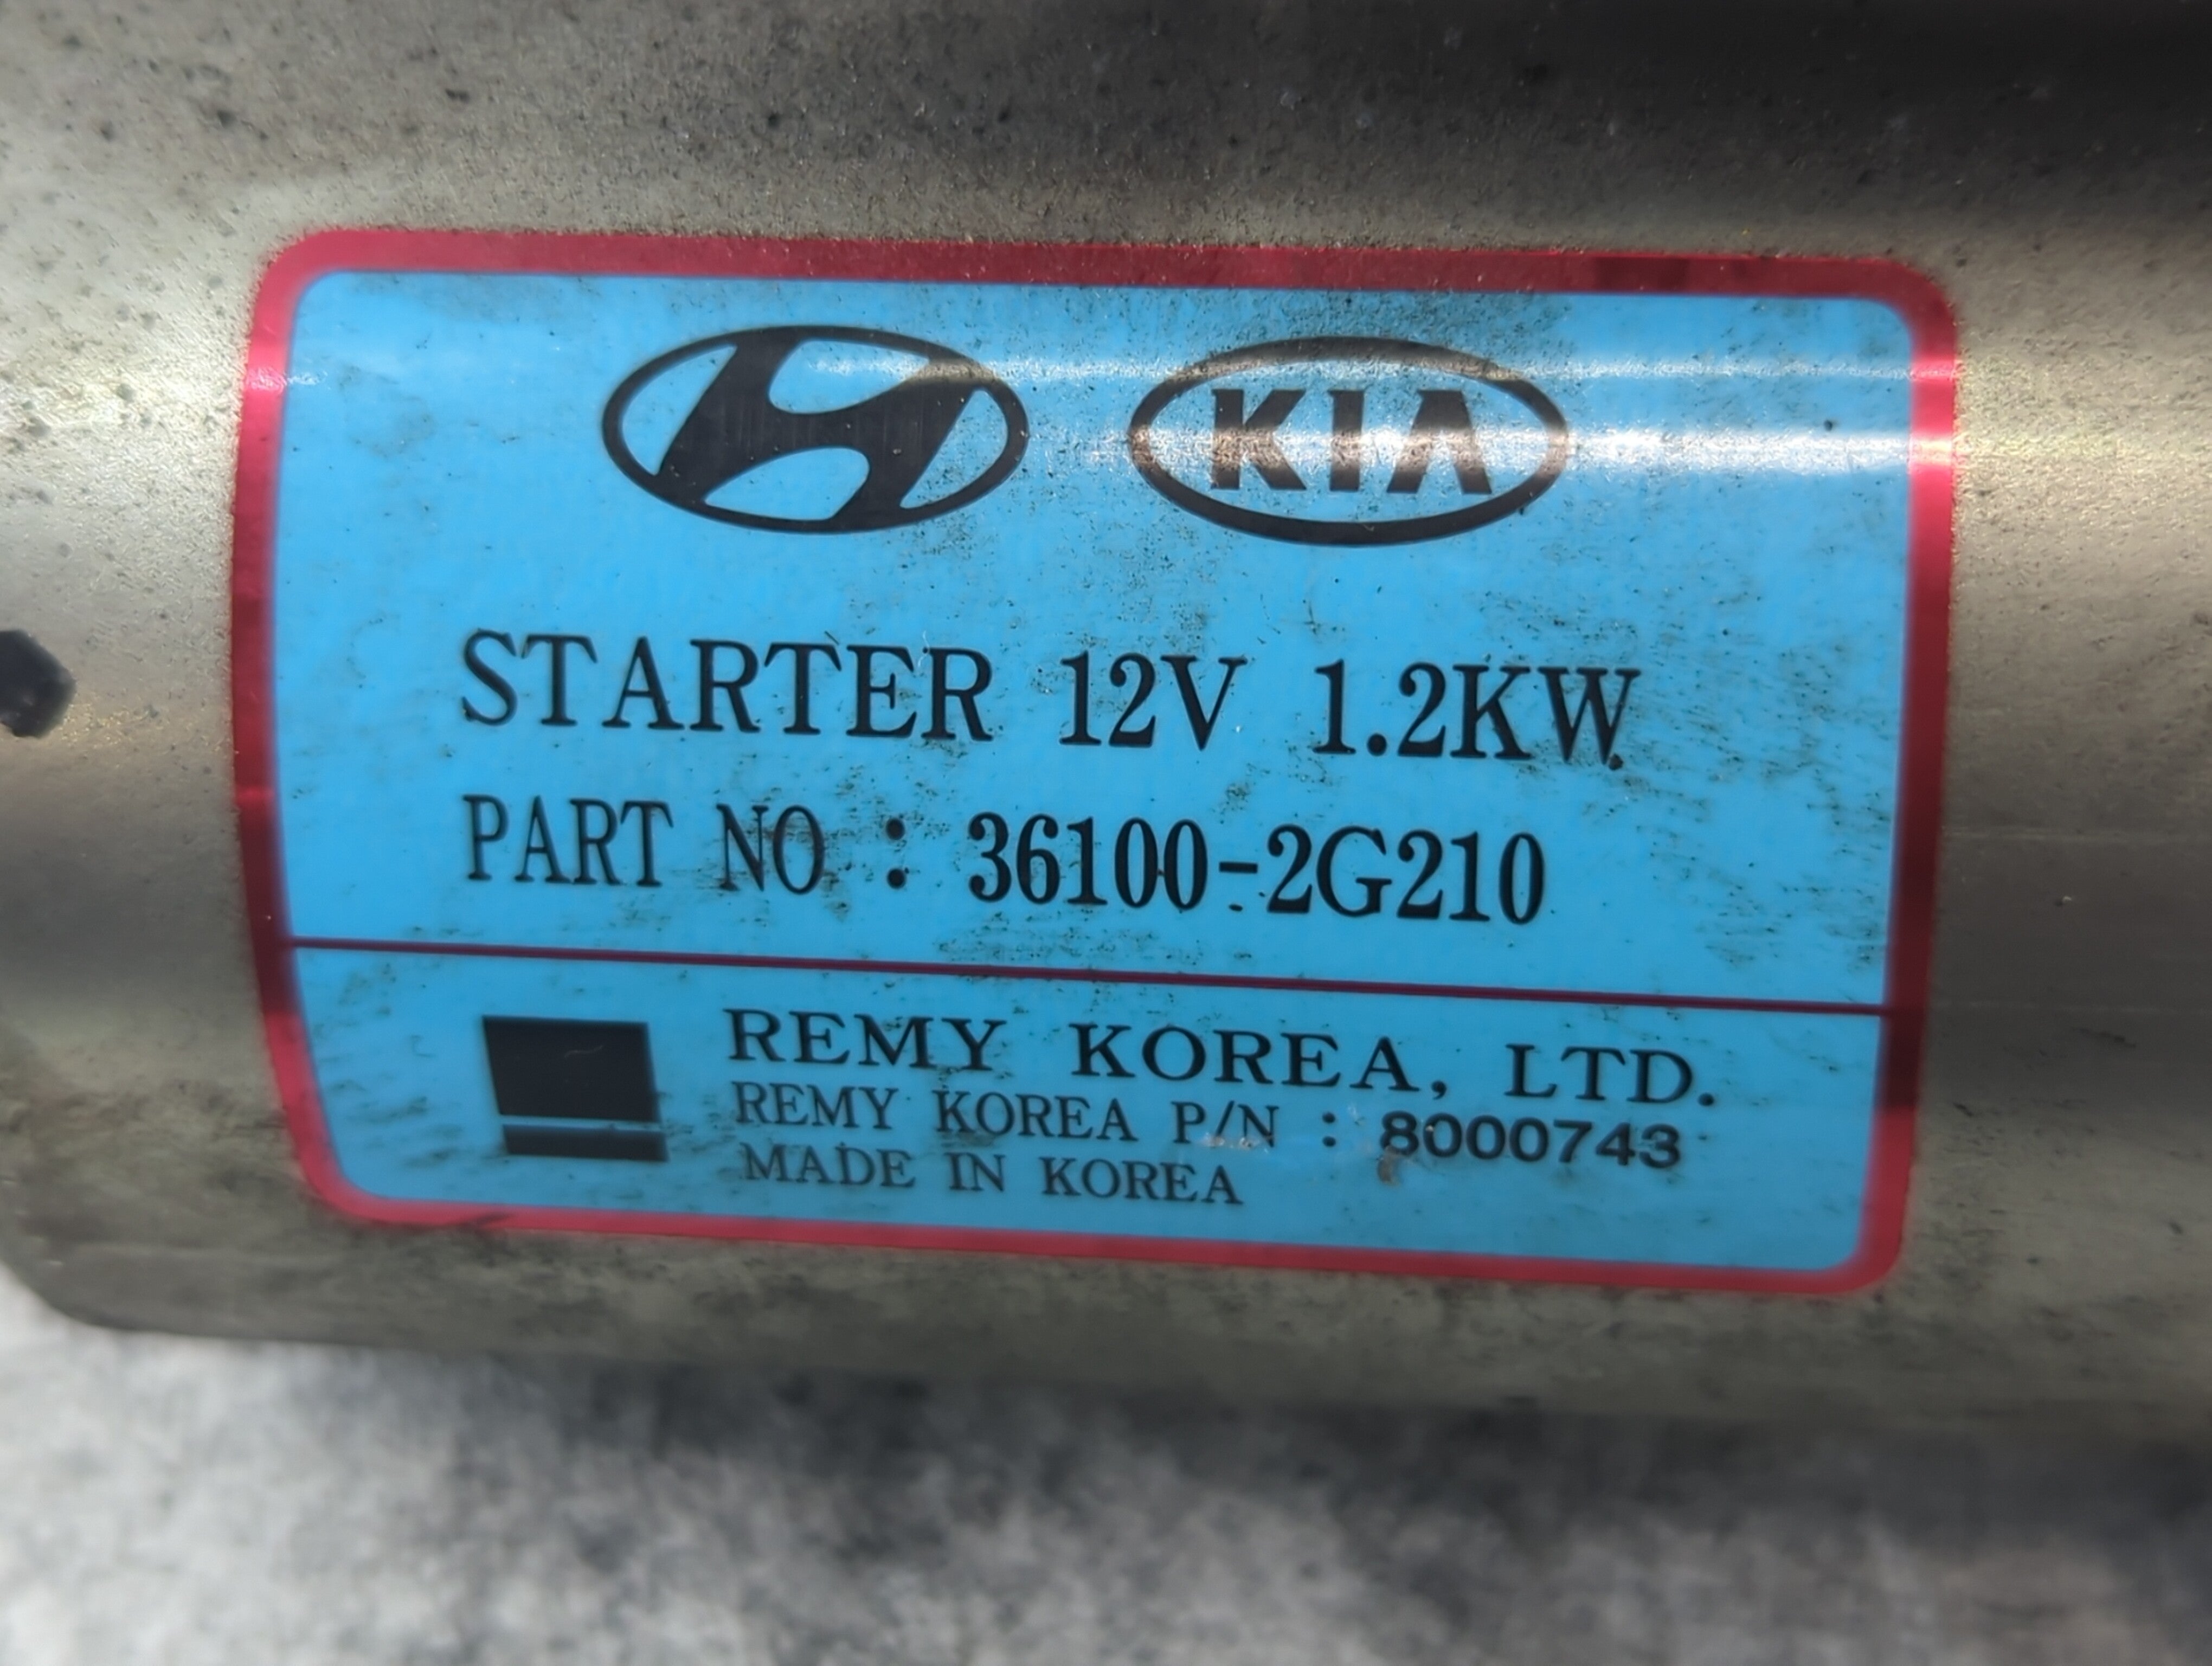 KIA
STARTER 12V 1.2KW
PART NO : 36100-2G210
REMY KOREA, LTD.
REMY KOREA P/N : 8000743
MADE IN KOREA